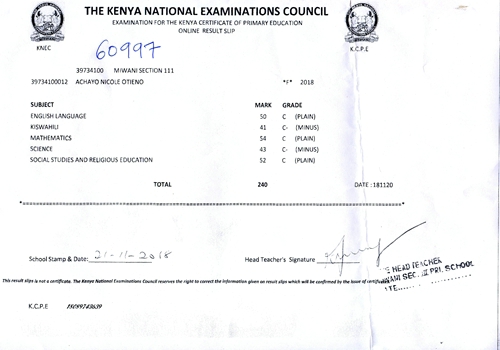 THE KENYA NATIONAL EXAMINATIONS COUNCIL
EXAMINATION FOR THE KENYA CERTIFICATE OF PRIMARY EDUCATION
ONLINE RESULT SLIP
KNEC K.C.P.E
60997
39734100 MIWANI SECTION 111
39734100012 ACHAYO NICOLE OTIENO *F* 2018
SUBJECT MARK GRADE
ENGLISH LANGUAGE 50 C (PLAIN)
KISWAHILI 41 C- (MINUS)
MATHEMATICS 54 C (PLAIN)
SCIENCE 43 C- (MINUS)
SOCIAL STUDIES AND RELIGIOUS EDUCATION 52 C (PLAIN)
TOTAL 240 DATE :181120
School Stamp & Date: 21-11-2018 Head Teacher's Signature
HEAD TEACHER
SEC. III PRI. SCHOOL
This result slips is not a certificate. The Kenya National Examinations Council reserves the right to correct the information given on result slips which will be confirmed by the issue of certificates
K.C.P.E